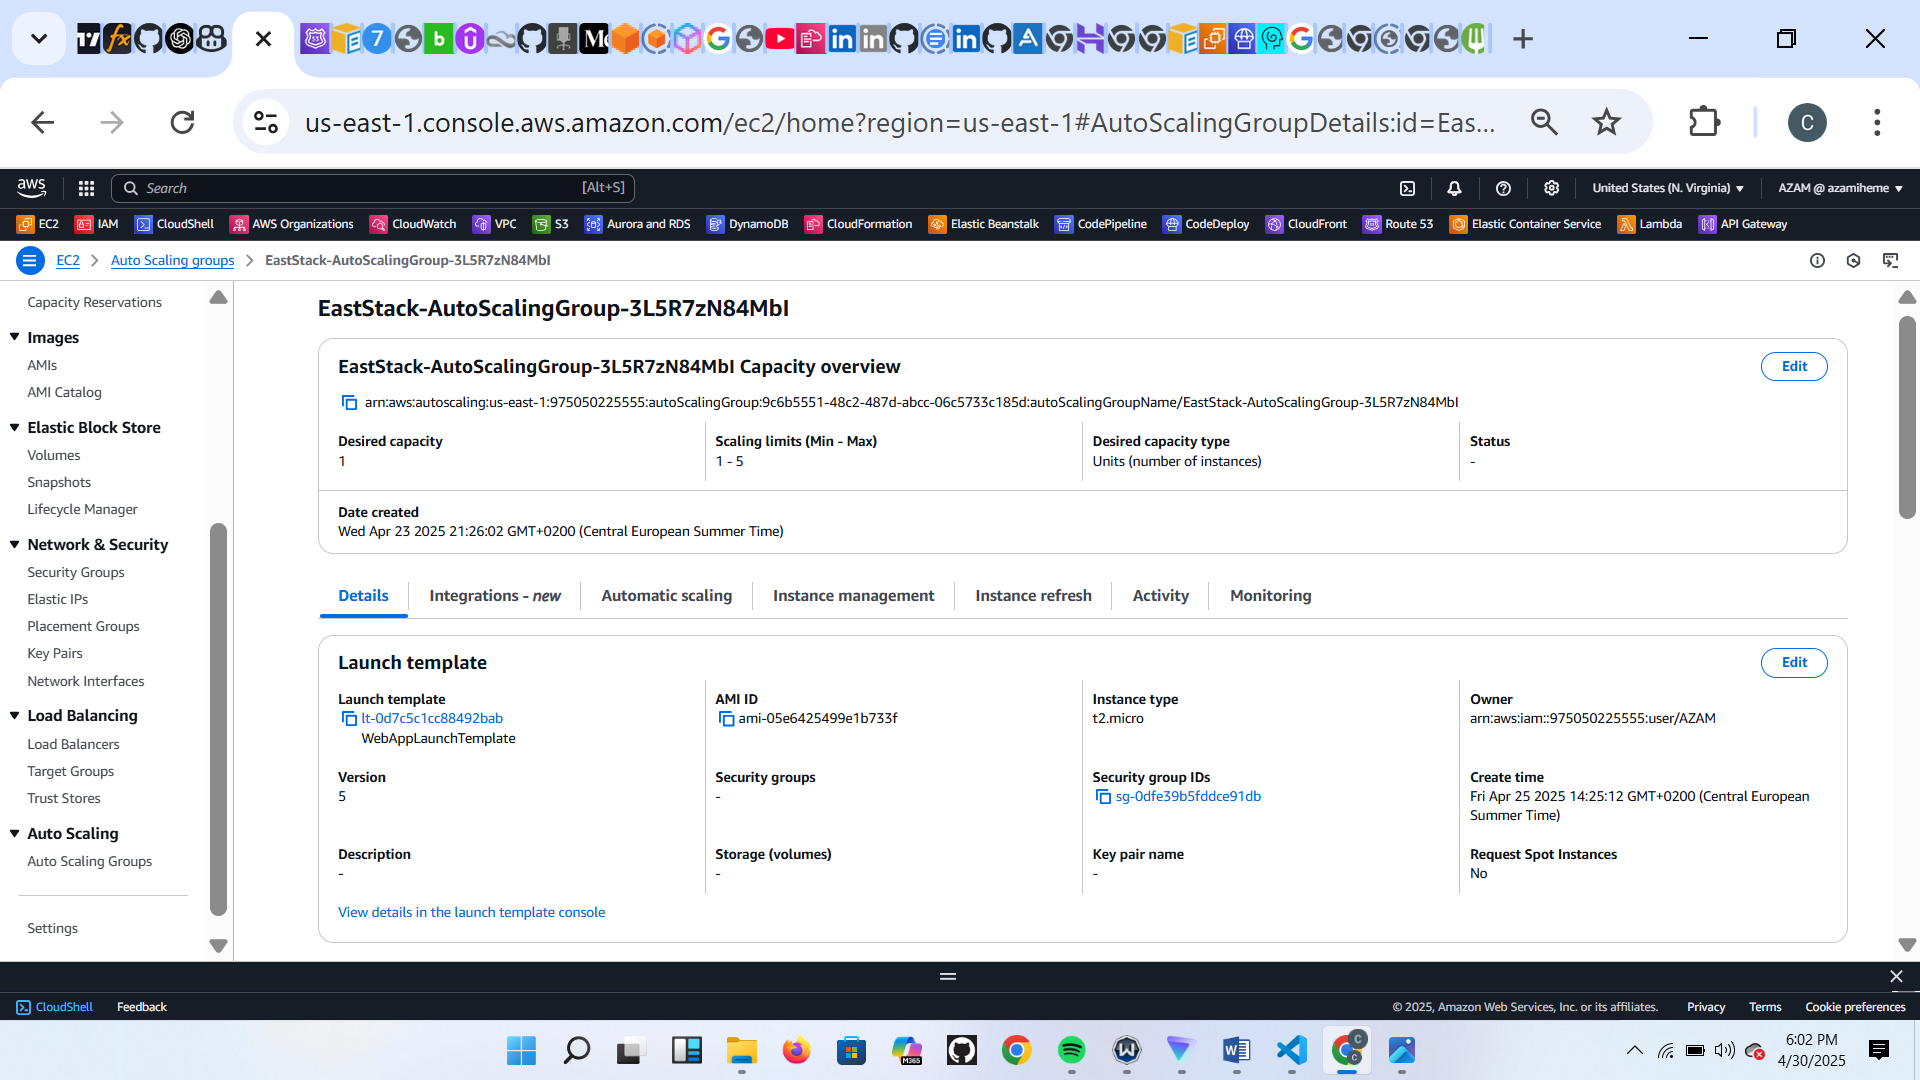 us-east-1.console.aws.amazon.com/ec2/home?region=us-east-1#AutoScalingGroupDetails:id=Eas...
C
aws
Search [Alt+S]
United States (N. Virginia) AZAM @ azamiheme
EC2 IAM CloudShell AWS Organizations CloudWatch VPC S3 Aurora and RDS DynamoDB CloudFormation Elastic Beanstalk CodePipeline CodeDeploy CloudFront Route 53 Elastic Container Service Lambda API Gateway
EC2 Auto Scaling groups EastStack-AutoScalingGroup-3L5R7zN84MbI
Capacity Reservations
Images
AMIs
AMI Catalog
Elastic Block Store
Volumes
Snapshots
Lifecycle Manager
Network & Security
Security Groups
Elastic IPs
Placement Groups
Key Pairs
Network Interfaces
Load Balancing
Load Balancers
Target Groups
Trust Stores
Auto Scaling
Auto Scaling Groups
Settings
EastStack-AutoScalingGroup-3L5R7zN84MbI
EastStack-AutoScalingGroup-3L5R7zN84MbI Capacity overview
Edit
arn:aws:autoscaling:us-east-1:975050225555:autoScalingGroup:9c6b5551-48c2-487d-abcc-06c5733c185d:autoScalingGroupName/EastStack-AutoScalingGroup-3L5R7zN84MbI
Desired capacity
1
Scaling limits (Min - Max)
1 - 5
Desired capacity type
Units (number of instances)
Status
-
Date created
Wed Apr 23 2025 21:26:02 GMT+0200 (Central European Summer Time)
Details Integrations - new Automatic scaling Instance management Instance refresh Activity Monitoring
Launch template
Edit
Launch template
lt-0d7c5c1cc88492bab
WebAppLaunchTemplate
AMI ID
ami-05e6425499e1b733f
Instance type
t2.micro
Owner
arn:aws:iam::975050225555:user/AZAM
Version
5
Security groups
-
Security group IDs
sg-0dfe39b5fddce91db
Create time
Fri Apr 25 2025 14:25:12 GMT+0200 (Central European
Summer Time)
Description
-
Storage (volumes)
-
Key pair name
-
Request Spot Instances
No
View details in the launch template console
CloudShell Feedback
© 2025, Amazon Web Services, Inc. or its affiliates. Privacy Terms Cookie preferences
6:02 PM
4/30/2025